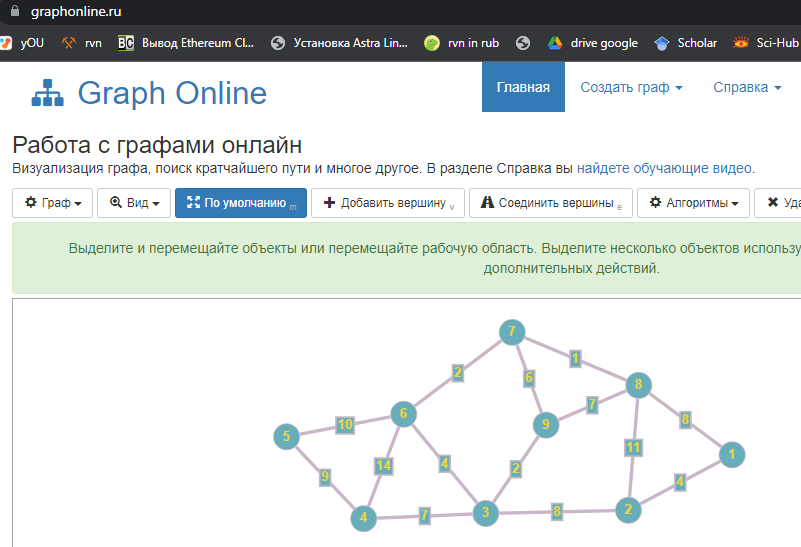 graphonline.ru
yOU rvn BC Вывод Ethereum Cl... Установка Astra Lin... rvn in rub drive google Scholar Sci-Hub
Graph Online Главная Создать граф Справка
Работа с графами онлайн
Визуализация графа, поиск кратчайшего пути и многое другое. В разделе Справка вы найдете обучающие видео.
Граф Вид По умолчанию m Добавить вершину v Соединить вершины e Алгоритмы Уда
Выделите и перемещайте объекты или перемещайте рабочую область. Выделите несколько объектов использу
дополнительных действий.
7
1
2 6
8
7
6 8
10 9
5 11
4 1
14 2
9 4
3 2
4 7 8